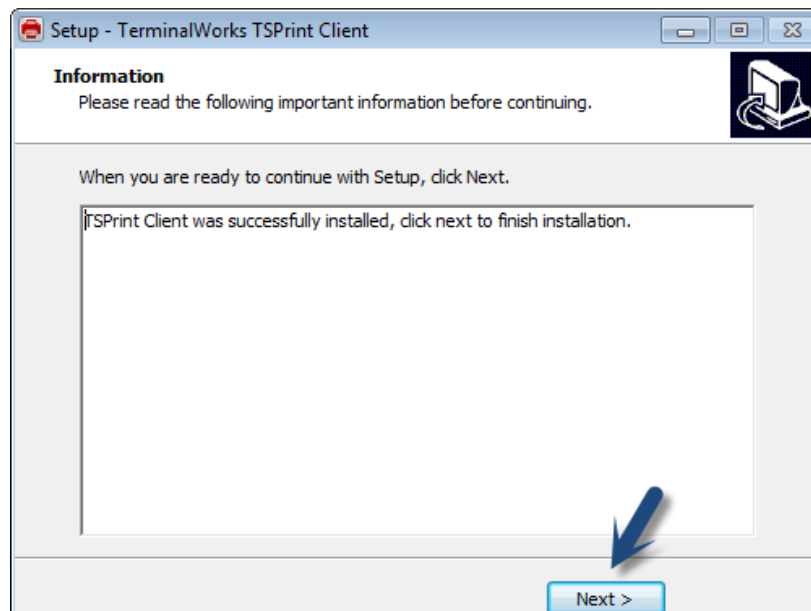 Setup - TerminalWorks TSPrint Client
Information
Please read the following important information before continuing.
When you are ready to continue with Setup, click Next.
TSPrint Client was successfully installed, click next to finish installation.
Next >